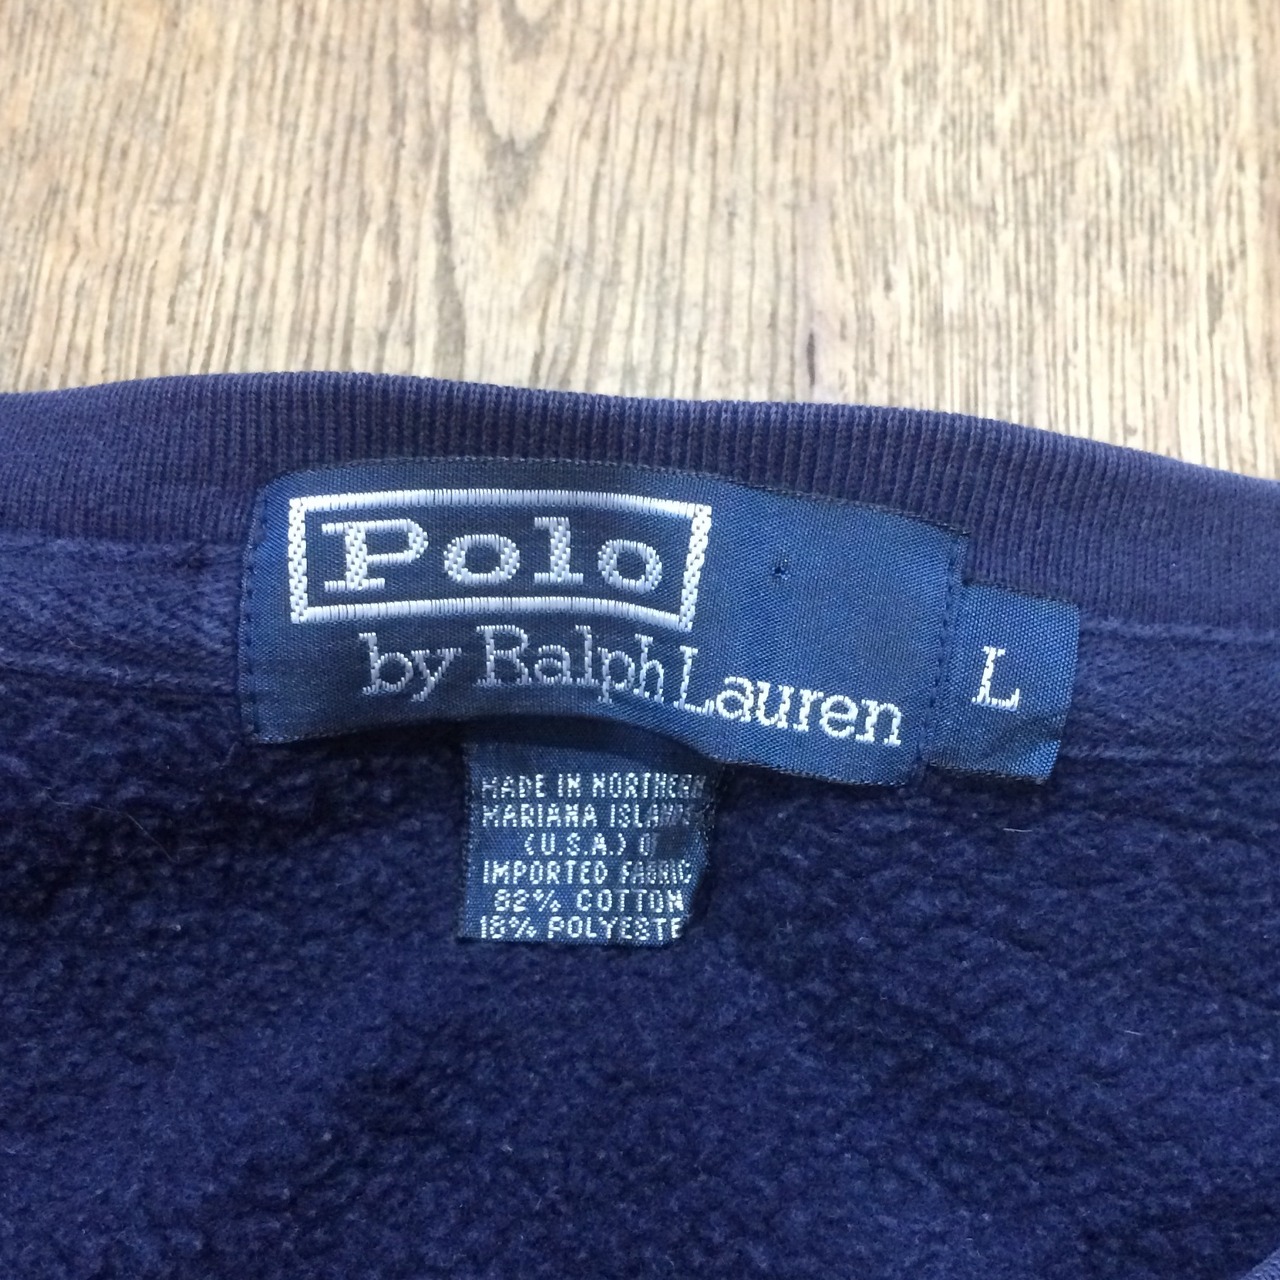 Polo
by Ralph Lauren
L
MADE IN NORTHERN
MARIANA ISLANDS
(U.S.A.) O
IMPORTED FABRIC
82% COTTON
18% POLYESTE